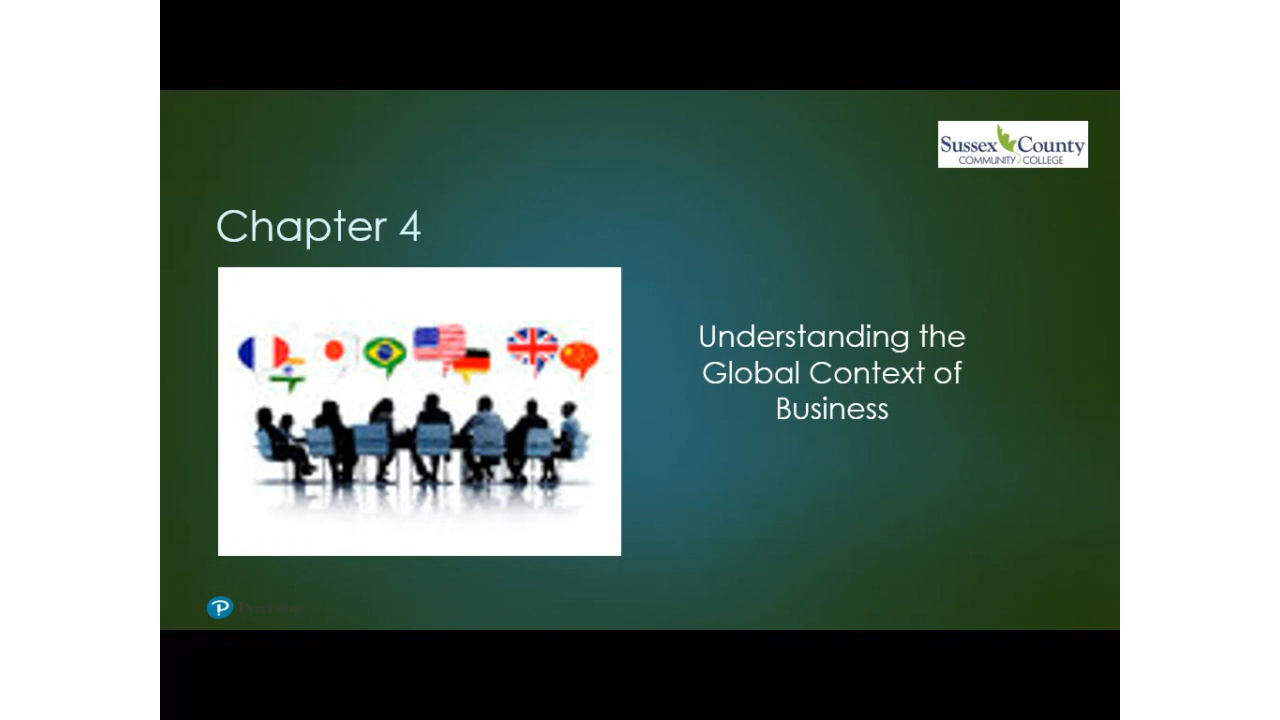 Sussex County
COMMUNITY COLLEGE
Chapter 4
Understanding the
Global Context of
Business